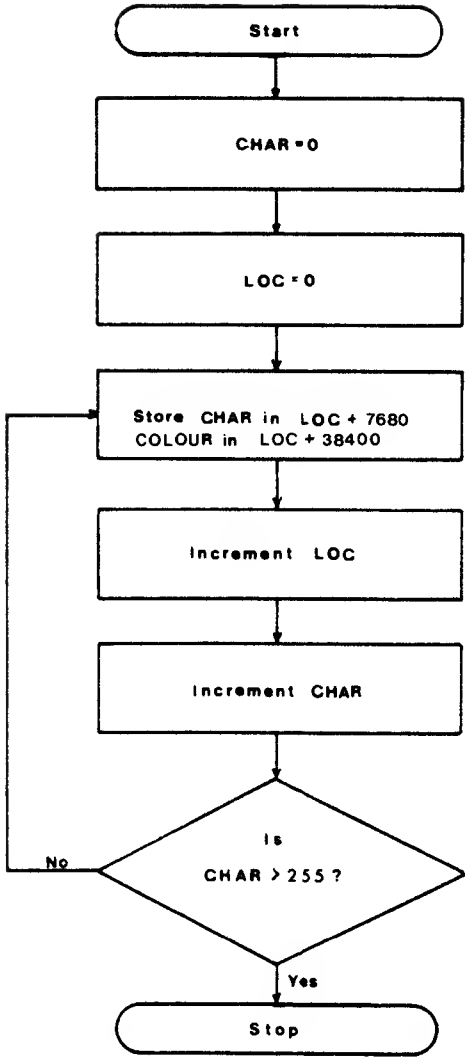 Start
CHAR=0
LOC=0
Store CHAR in LOC + 7680
COLOUR in LOC + 38400
Increment LOC
Increment CHAR
Is
CHAR > 255 ?
No
Yes
Stop